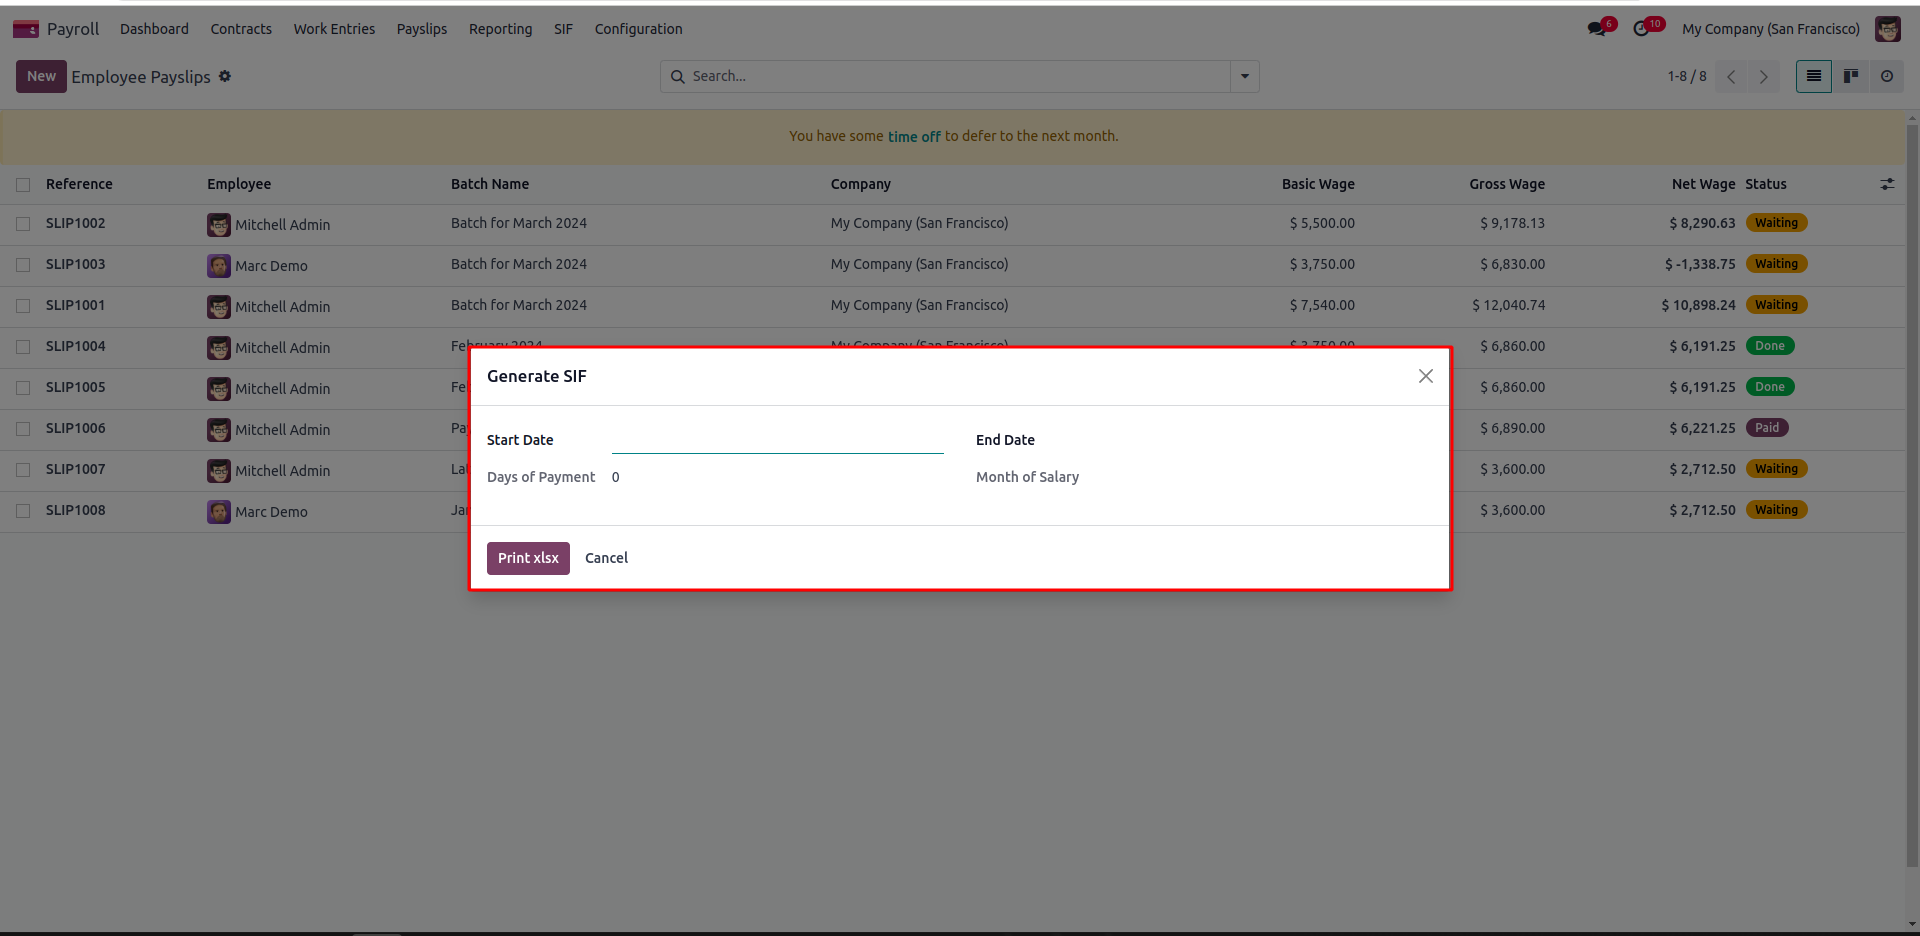 Payroll Dashboard Contracts Work Entries Payslips Reporting SIF Configuration 6 10 My Company (San Francisco)
New Employee Payslips Search... 1-8 / 8
You have some time off to defer to the next month.
Reference Employee Batch Name Company Basic Wage Gross Wage Net Wage Status
SLIP1002 Mitchell Admin Batch for March 2024 My Company (San Francisco) $ 5,500.00 $ 9,178.13 $ 8,290.63 Waiting
SLIP1003 Marc Demo Batch for March 2024 My Company (San Francisco) $ 3,750.00 $ 6,830.00 $ -1,338.75 Waiting
SLIP1001 Mitchell Admin Batch for March 2024 My Company (San Francisco) $ 7,540.00 $ 12,040.74 $ 10,898.24 Waiting
SLIP1004 Mitchell Admin February 2024 My Company (San Francisco) $ 3,750.00 $ 6,860.00 $ 6,191.25 Done
SLIP1005 Mitchell Admin $ 6,860.00 $ 6,191.25 Done
SLIP1006 Mitchell Admin $ 6,890.00 $ 6,221.25 Paid
SLIP1007 Mitchell Admin $ 3,600.00 $ 2,712.50 Waiting
SLIP1008 Marc Demo $ 3,600.00 $ 2,712.50 Waiting
Generate SIF
Start Date End Date
Days of Payment 0 Month of Salary
Print xlsx Cancel